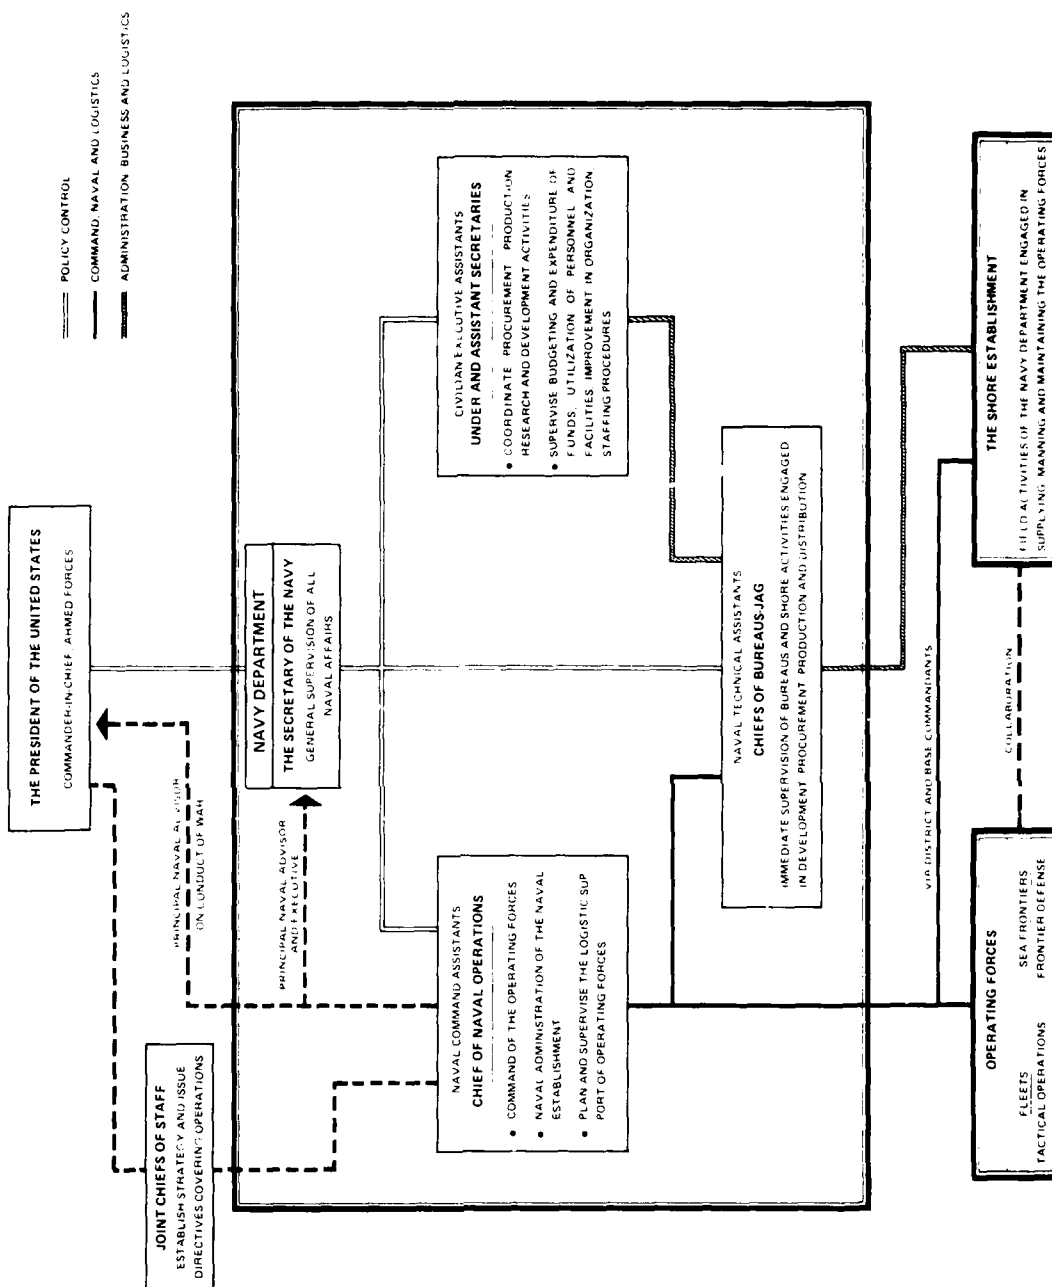 POLICY CONTROL
COMMAND, NAVAL AND LOGISTICS
ADMINISTRATION BUSINESS AND LOGISTICS
THE PRESIDENT OF THE UNITED STATES
COMMANDER-IN-CHIEF, ARMED FORCES
JOINT CHIEFS OF STAFF
ESTABLISH STRATEGY AND ISSUE
DIRECTIVES COVERING OPERATIONS
PRINCIPAL NAVAL ADVISOR
ON CONDUCT OF WAR
PRINCIPAL NAVAL ADVISOR
AND EXECUTIVE
NAVY DEPARTMENT
THE SECRETARY OF THE NAVY
GENERAL SUPERVISION OF ALL
NAVAL AFFAIRS
NAVAL COMMAND ASSISTANTS
CHIEF OF NAVAL OPERATIONS
• COMMAND OF THE OPERATING FORCES
• NAVAL ADMINISTRATION OF THE NAVAL
ESTABLISHMENT
• PLAN AND SUPERVISE THE LOGISTIC SUP
PORT OF OPERATING FORCES
CIVILIAN EXECUTIVE ASSISTANTS
UNDER AND ASSISTANT SECRETARIES
• COORDINATE PROCUREMENT PRODUCTION
RESEARCH AND DEVELOPMENT ACTIVITIES
• SUPERVISE BUDGETING AND EXPENDITURE OF
FUNDS, UTILIZATION OF PERSONNEL AND
FACILITIES, IMPROVEMENT IN ORGANIZATION,
STAFFING PROCEDURES
NAVAL TECHNICAL ASSISTANTS
CHIEFS OF BUREAUS-JAG
IMMEDIATE SUPERVISION OF BUREAUS AND SHORE ACTIVITIES ENGAGED
IN DEVELOPMENT PROCUREMENT PRODUCTION AND DISTRIBUTION
VIA DISTRICT AND BASE COMMANDANTS
COLLABORATION
OPERATING FORCES
FLEETS
TACTICAL OPERATIONS
SEA FRONTIERS
FRONTIER DEFENSE
THE SHORE ESTABLISHMENT
FIELD ACTIVITIES OF THE NAVY DEPARTMENT ENGAGED IN
SUPPLYING, MANNING AND MAINTAINING THE OPERATING FORCES